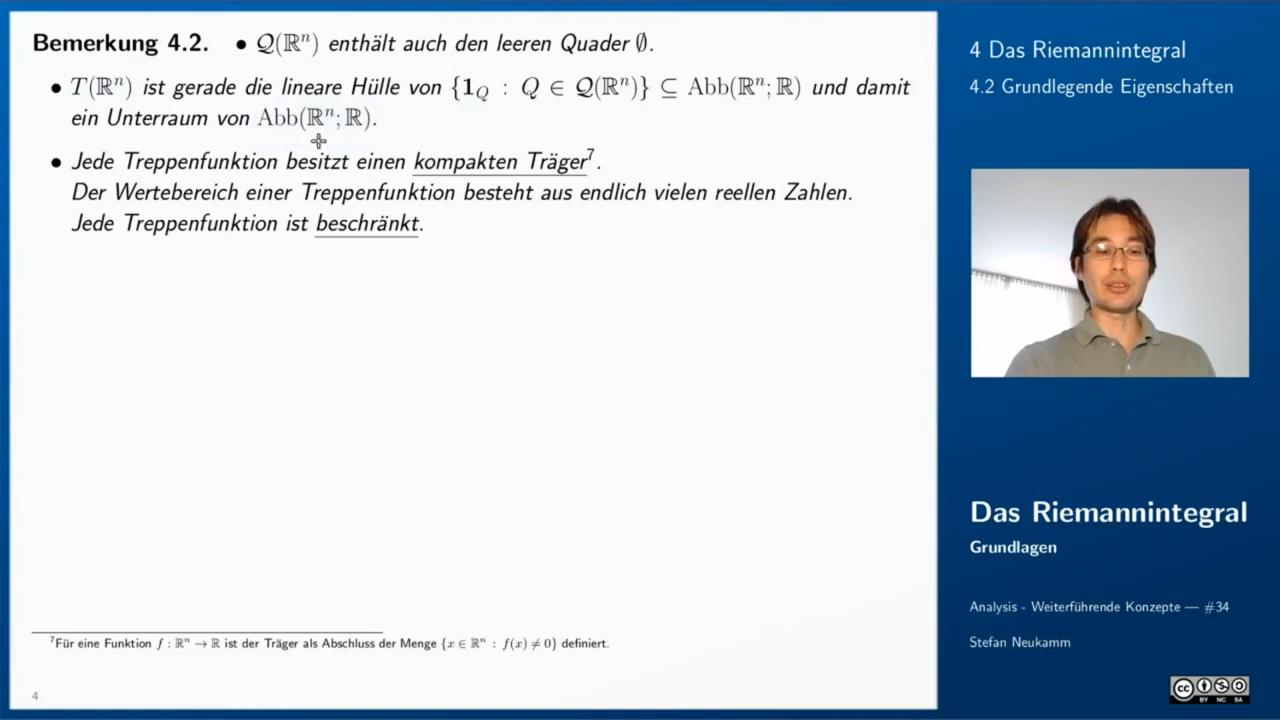 Bemerkung 4.2. • 𝒬(ℝⁿ) enthält auch den leeren Quader ∅.
• T(ℝⁿ) ist gerade die lineare Hülle von {𝟏_Q : Q ∈ 𝒬(ℝⁿ)} ⊆ Abb(ℝⁿ; ℝ) und damit
ein Unterraum von Abb(ℝⁿ; ℝ).
• Jede Treppenfunktion besitzt einen kompakten Träger⁷.
Der Wertebereich einer Treppenfunktion besteht aus endlich vielen reellen Zahlen.
Jede Treppenfunktion ist beschränkt.
⁷Für eine Funktion f : ℝⁿ → ℝ ist der Träger als Abschluss der Menge {x ∈ ℝⁿ : f(x) ≠ 0} definiert.
4
4 Das Riemannintegral
4.2 Grundlegende Eigenschaften
Das Riemannintegral
Grundlagen
Analysis - Weiterführende Konzepte — #34
Stefan Neukamm
cc
BY NC SA